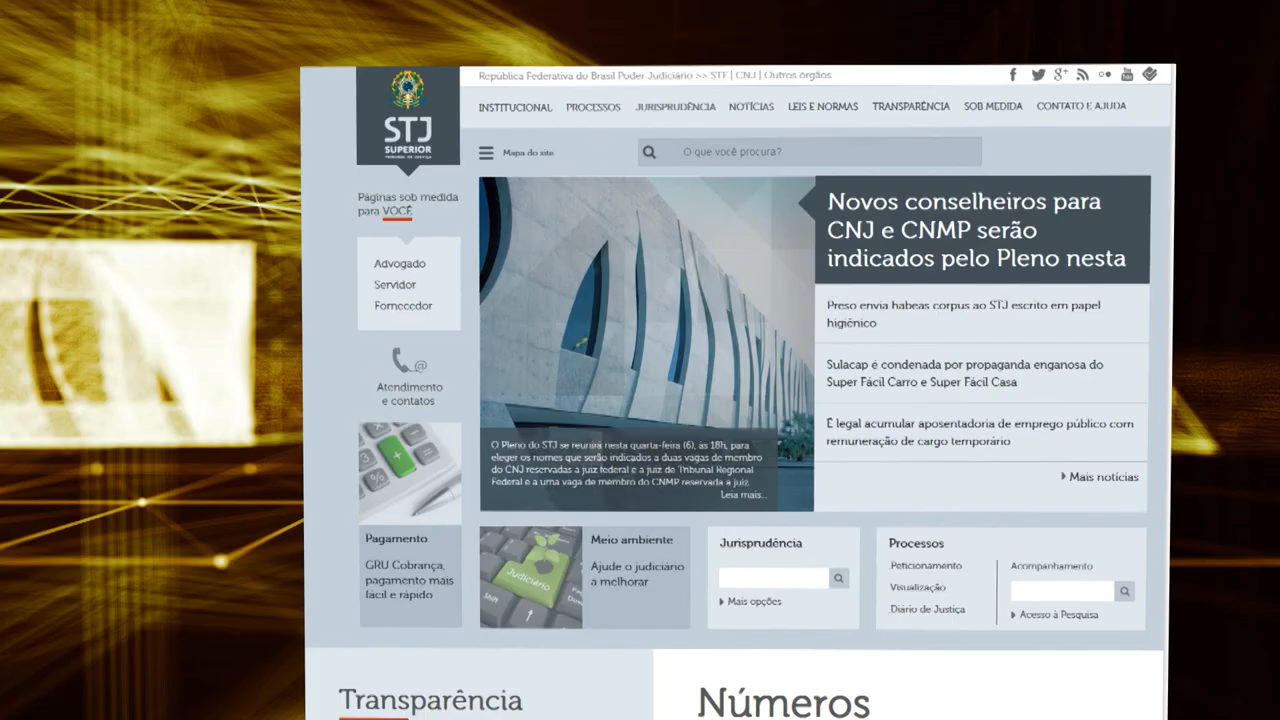 República Federativa do Brasil Poder Judiciário >> STF | CNJ | Outros órgãos
STJ
SUPERIOR
TRIBUNAL DE JUSTIÇA
INSTITUCIONAL PROCESSOS JURISPRUDÊNCIA NOTÍCIAS LEIS E NORMAS TRANSPARÊNCIA SOB MEDIDA CONTATO E AJUDA
Mapa do site
O que você procura?
Páginas sob medida
para VOCÊ
Advogado
Servidor
Fornecedor
Atendimento
e contatos
Novos conselheiros para
CNJ e CNMP serão
indicados pelo Pleno nesta
Preso envia habeas corpus ao STJ escrito em papel
higiênico
Sulacap é condenada por propaganda enganosa do
Super Fácil Carro e Super Fácil Casa
É legal acumular aposentadoria de emprego público com
remuneração de cargo temporário
Mais notícias
O Pleno do STJ se reunirá nesta quarta-feira (6), às 18h, para
eleger os nomes que serão indicados a duas vagas de membro
do CNJ reservadas a juiz federal e a juiz de Tribunal Regional
Federal e a uma vaga de membro do CNMP reservada a juiz
Leia mais...
Pagamento
GRU Cobrança,
pagamento mais
fácil e rápido
Judiciário
Shift
Meio ambiente
Ajude o judiciário
a melhorar
Jurisprudência
Mais opções
Processos
Peticionamento
Visualização
Diário de Justiça
Acompanhamento
Acesso à Pesquisa
Transparência
Números